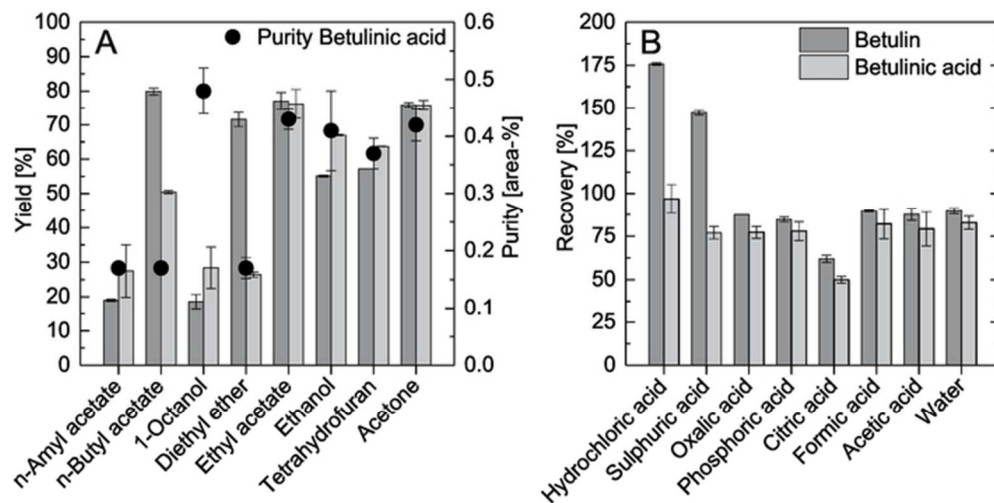 A
Purity Betulinic acid
Yield [%]
100
90
80
70
60
50
40
30
20
10
0
0.6
0.5
0.4
0.3
0.2
0.1
0.0
Purity [area-%]
n-Amyl acetate
n-Butyl acetate
1-Octanol
Diethyl ether
Ethyl acetate
Ethanol
Tetrahydrofuran
Acetone
B
Betulin
Betulinic acid
Recovery [%]
200
175
150
125
100
75
50
25
0
Hydrochloric acid
Sulphuric acid
Oxalic acid
Phosphoric acid
Citric acid
Formic acid
Acetic acid
Water